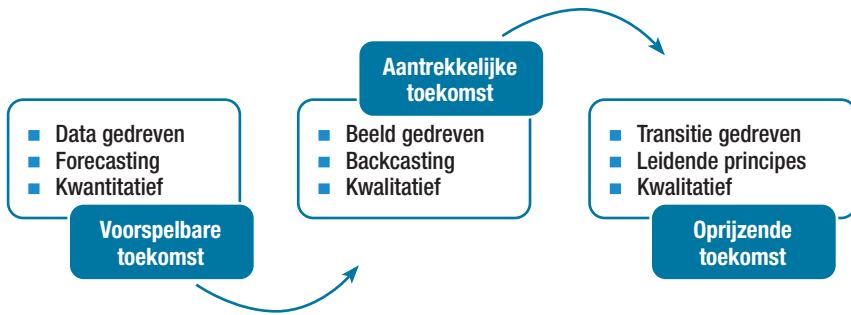 Data gedreven
Forecasting
Kwantitatief
Voorspelbare
toekomst
Aantrekkelijke
toekomst
Beeld gedreven
Backcasting
Kwalitatief
Transitie gedreven
Leidende principes
Kwalitatief
Oprijzende
toekomst